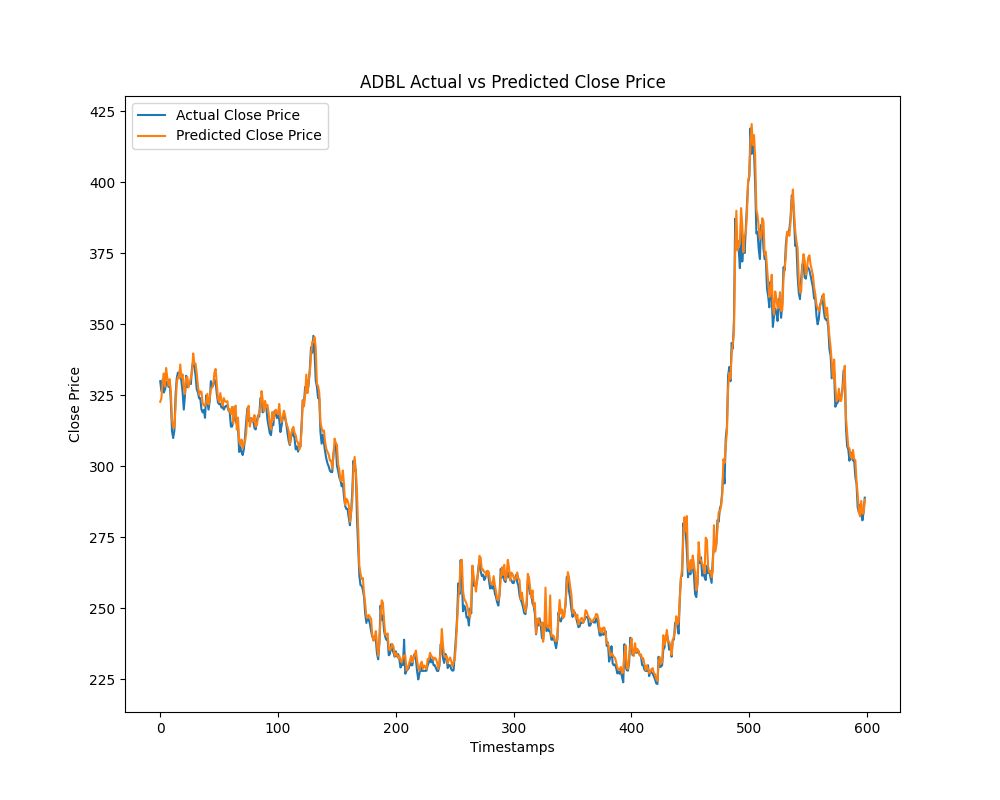 ADBL Actual vs Predicted Close Price
Actual Close Price
Predicted Close Price
425
400
375
350
325
300
275
250
225
Close Price
0 100 200 300 400 500 600
Timestamps